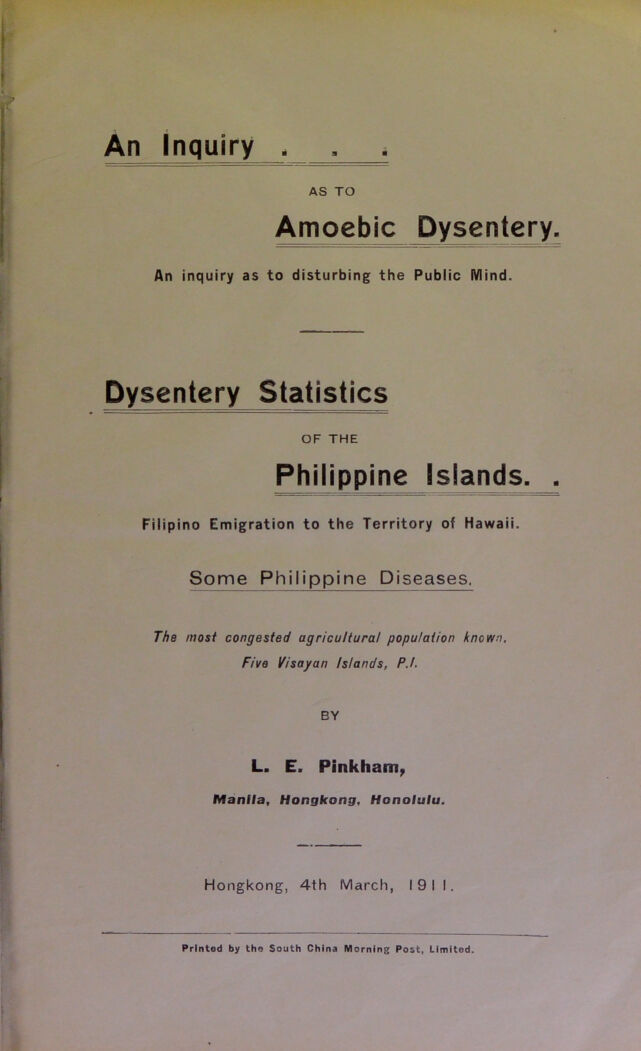 An Inquiry . . .
AS TO
Amoebic Dysentery.
An inquiry as to disturbing the Public Mind.
Dysentery Statistics
OF THE
Philippine Islands. .
Filipino Emigration to the Territory of Hawaii.
Some Philippine Diseases.
The most congested agricultural population known.
Five Visayan Islands, P.I.
BY
L. E. Pinkham,
Manila, Hongkong, Honolulu.
Hongkong, 4th March, 1911.
Printed by the South China Morning Post, Limited.